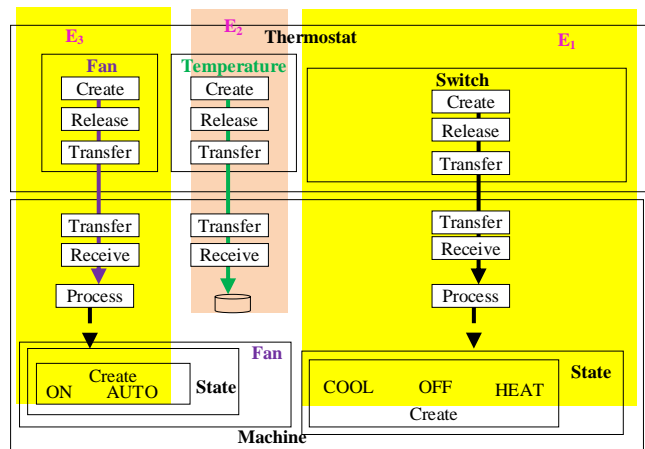 E3
E2
Thermostat
E1
Fan
Temperature
Switch
Create
Create
Create
Release
Release
Release
Transfer
Transfer
Transfer
Transfer
Transfer
Transfer
Receive
Receive
Receive
Process
Process
Fan
Create
ON AUTO
State
COOL OFF HEAT
State
Create
Machine